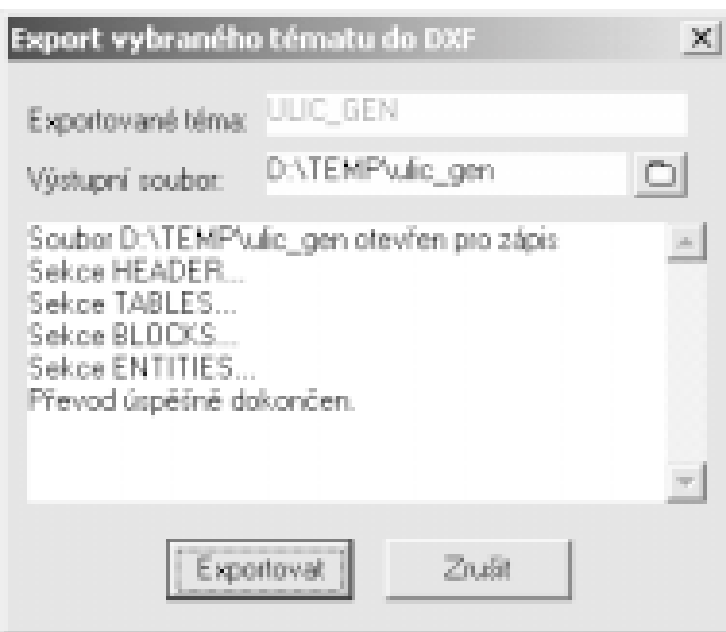 Export vybraného tématu do DXF
Exportované téma: ULIC_GEN
Výstupní soubor: D:\TEMP\ulic_gen
Soubor D:\TEMP\ulic_gen otevřen pro zápis
Sekce HEADER...
Sekce TABLES...
Sekce BLOCKS...
Sekce ENTITIES...
Převod úspěšně dokončen.
Exportovat Zrušit